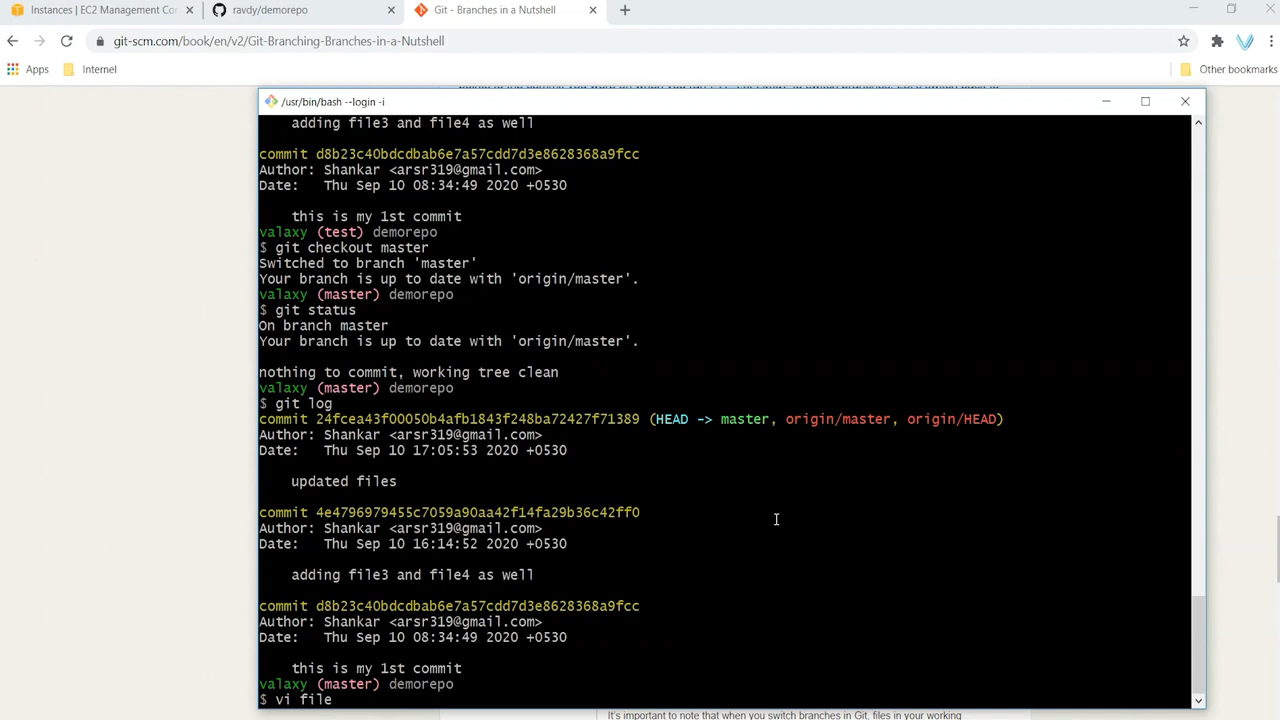 Instances | EC2 Management Co
ravdy/demorepo
Git - Branches in a Nutshell
git-scm.com/book/en/v2/Git-Branching-Branches-in-a-Nutshell
Apps
Internet
Other bookmarks
/usr/bin/bash --login -i
adding file3 and file4 as well
commit d8b23c40bdcdbab6e7a57cdd7d3e8628368a9fcc
Author: Shankar <arsr319@gmail.com>
Date: Thu Sep 10 08:34:49 2020 +0530
this is my 1st commit
valaxy (test) demorepo
$ git checkout master
Switched to branch 'master'
Your branch is up to date with 'origin/master'.
valaxy (master) demorepo
$ git status
On branch master
Your branch is up to date with 'origin/master'.
nothing to commit, working tree clean
valaxy (master) demorepo
$ git log
commit 24fcea43f00050b4afb1843f248ba72427f71389 (HEAD -> master, origin/master, origin/HEAD)
Author: Shankar <arsr319@gmail.com>
Date: Thu Sep 10 17:05:53 2020 +0530
updated files
commit 4e4796979455c7059a90aa42f14fa29b36c42ff0
Author: Shankar <arsr319@gmail.com>
Date: Thu Sep 10 16:14:52 2020 +0530
adding file3 and file4 as well
commit d8b23c40bdcdbab6e7a57cdd7d3e8628368a9fcc
Author: Shankar <arsr319@gmail.com>
Date: Thu Sep 10 08:34:49 2020 +0530
this is my 1st commit
valaxy (master) demorepo
$ vi file
It's important to note that when you switch branches in Git, files in your working